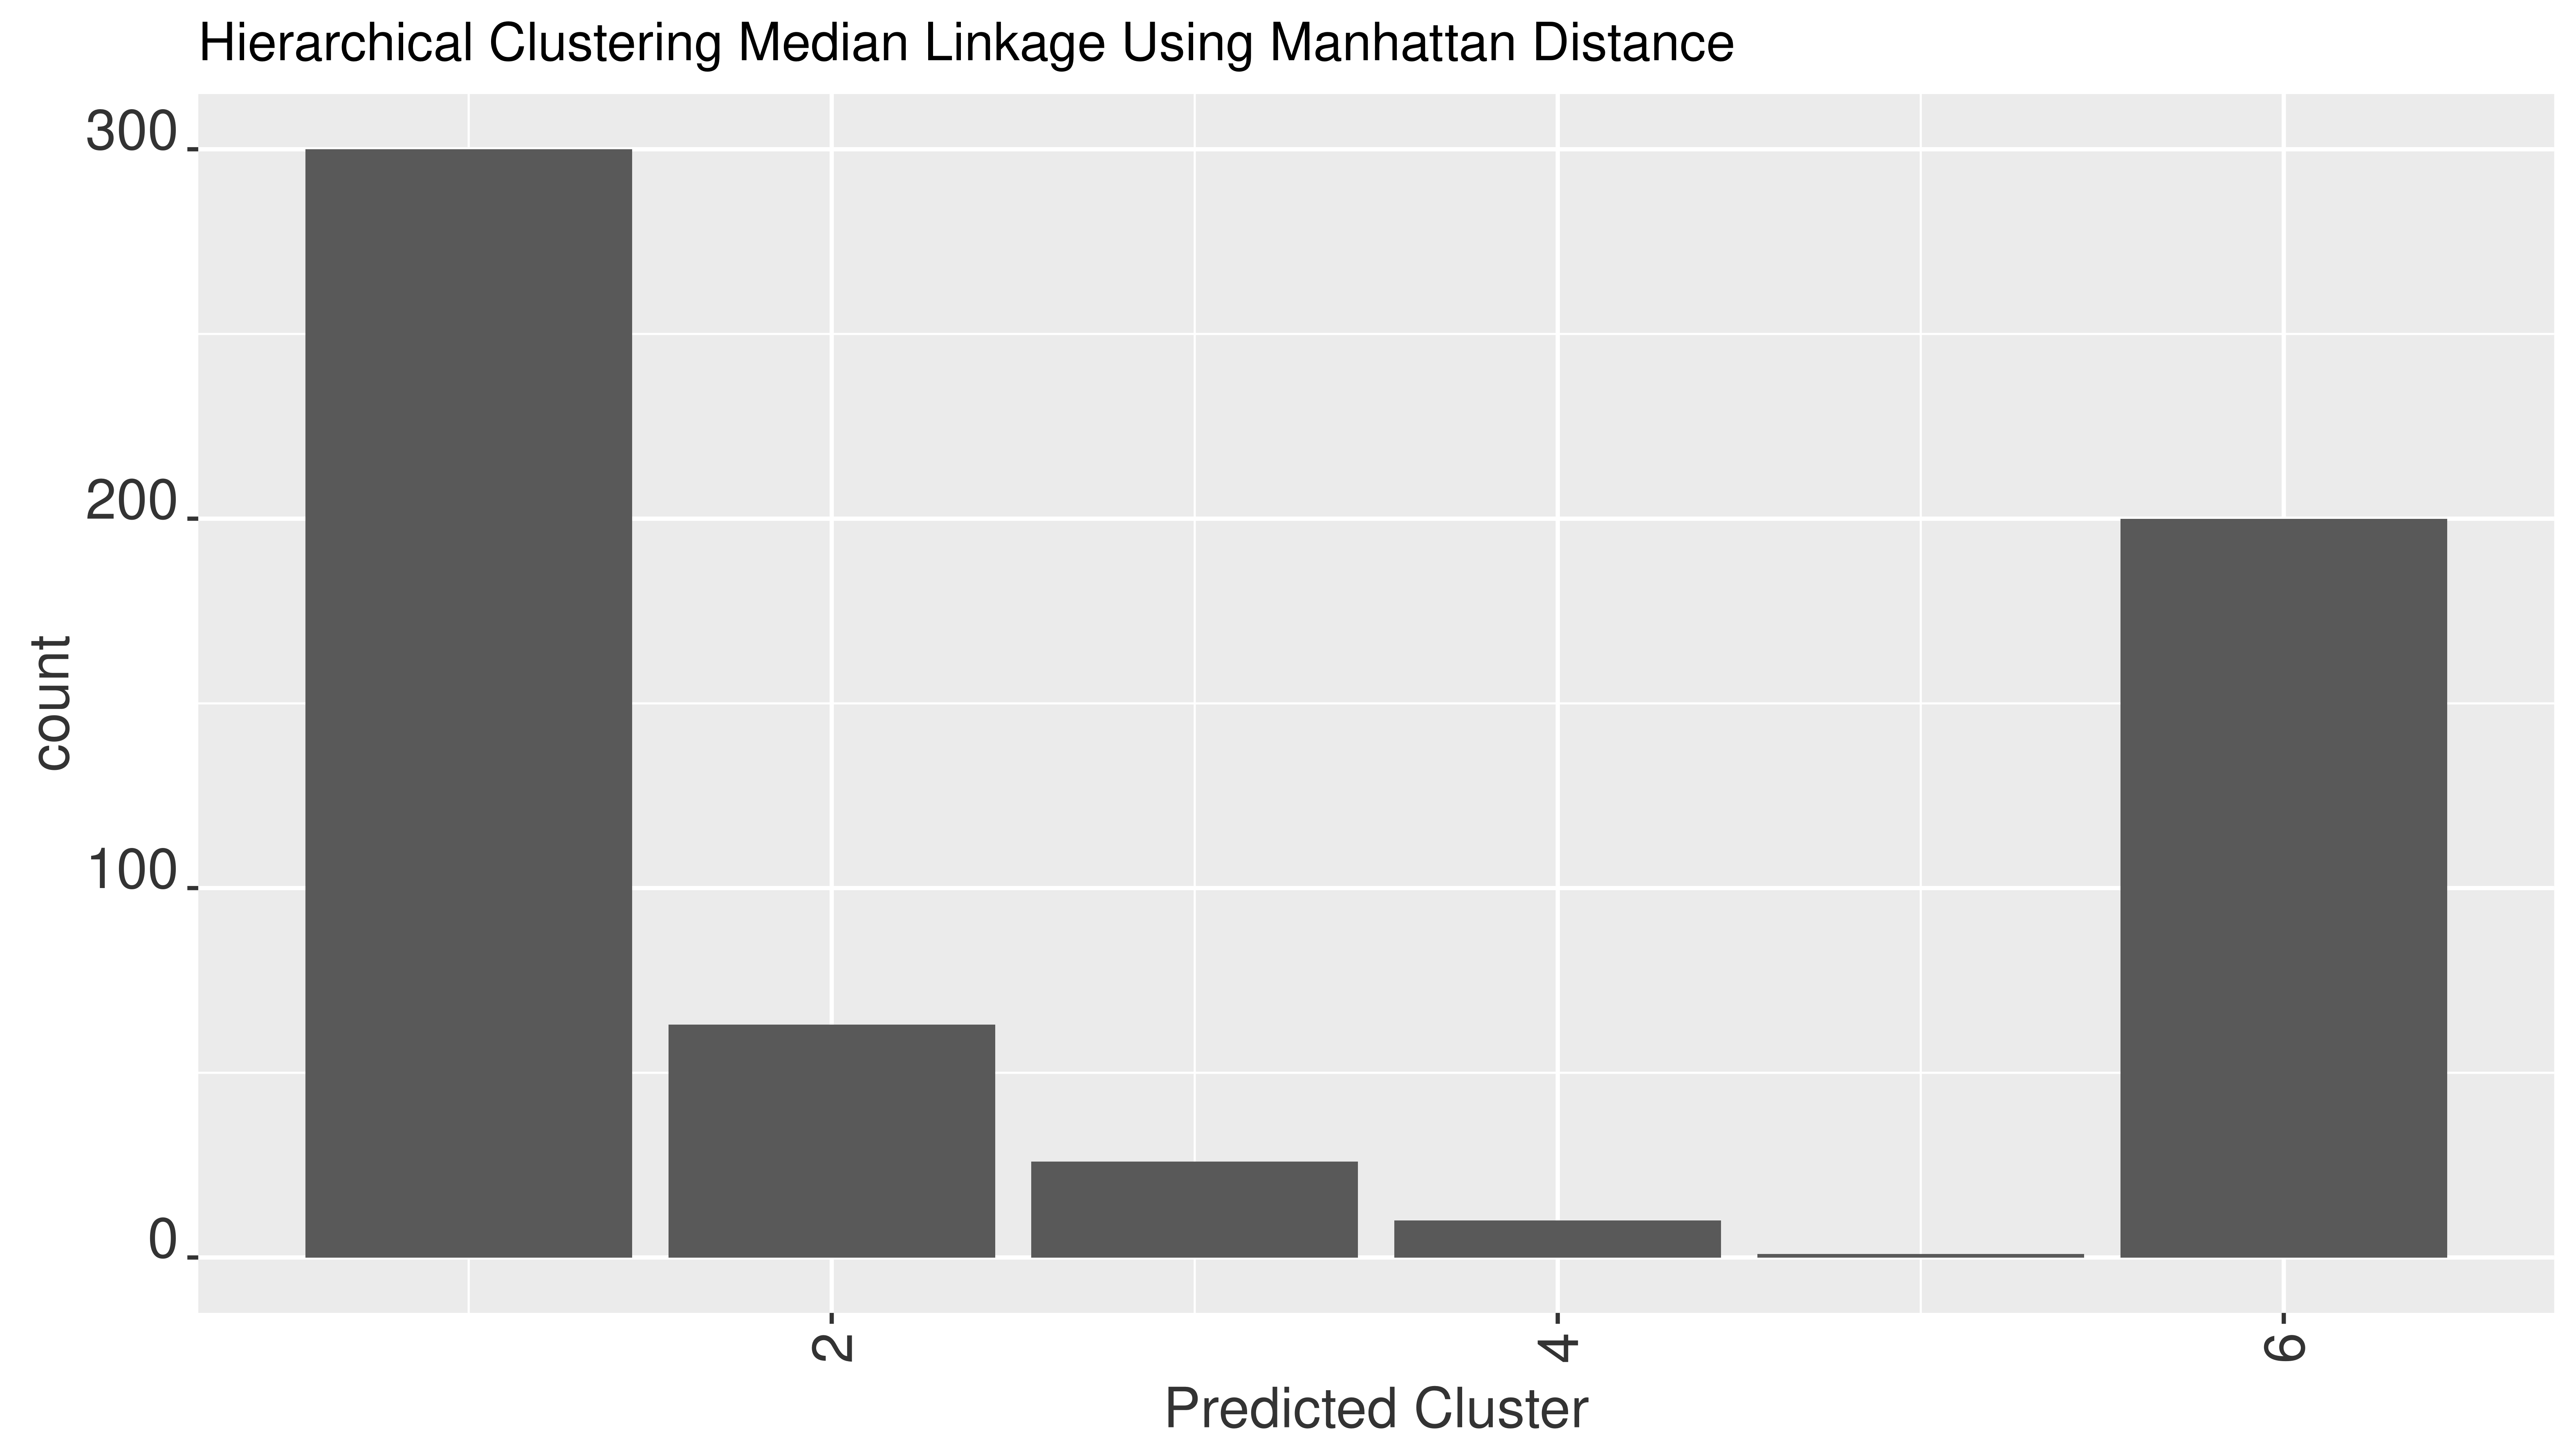 Hierarchical Clustering Median Linkage Using Manhattan Distance
300
200
100
0
count
2
4
6
Predicted Cluster